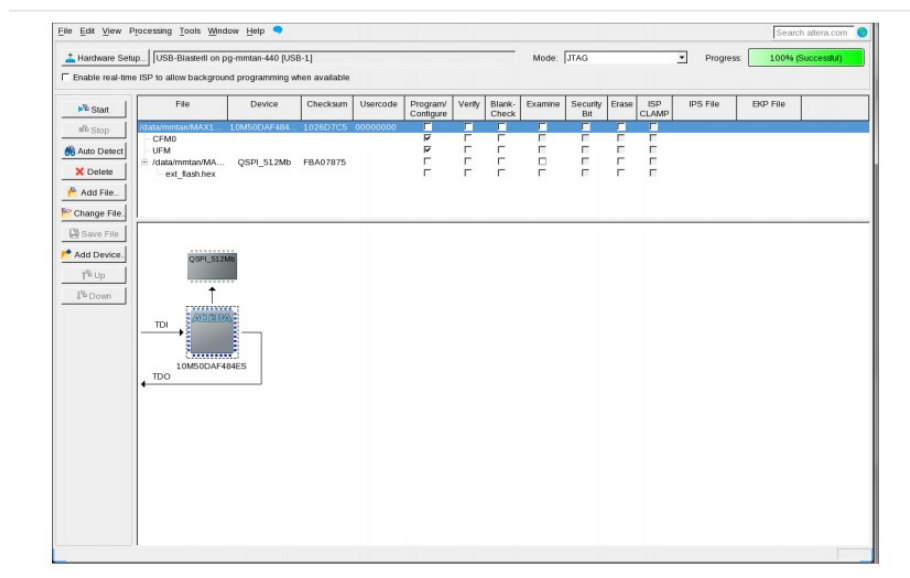 File Edit View Processing Tools Window Help
Search altera.com
Hardware Setup... USB-BlasterII on pg-mmtan-440 [USB-1] Mode: JTAG Progress: 100% (Successful)
Enable real-time ISP to allow background programming when available
Start
Stop
Auto Detect
Delete
Add File...
Change File..
Save File
Add Device..
Up
Down
File Device Checksum Usercode Program/ Configure Verify Blank- Check Examine Security Bit Erase ISP CLAMP IPS File EKP File
/data/mmtan/MAX1... 10M50DAF484... 1026D7C5 00000000
CFM0
UFM
/data/mmtan/MA... QSPI_512Mb FBA07875
ext_flash.hex
QSPI_512Mb
TDI
ALTERA
10M50DAF484ES
TDO